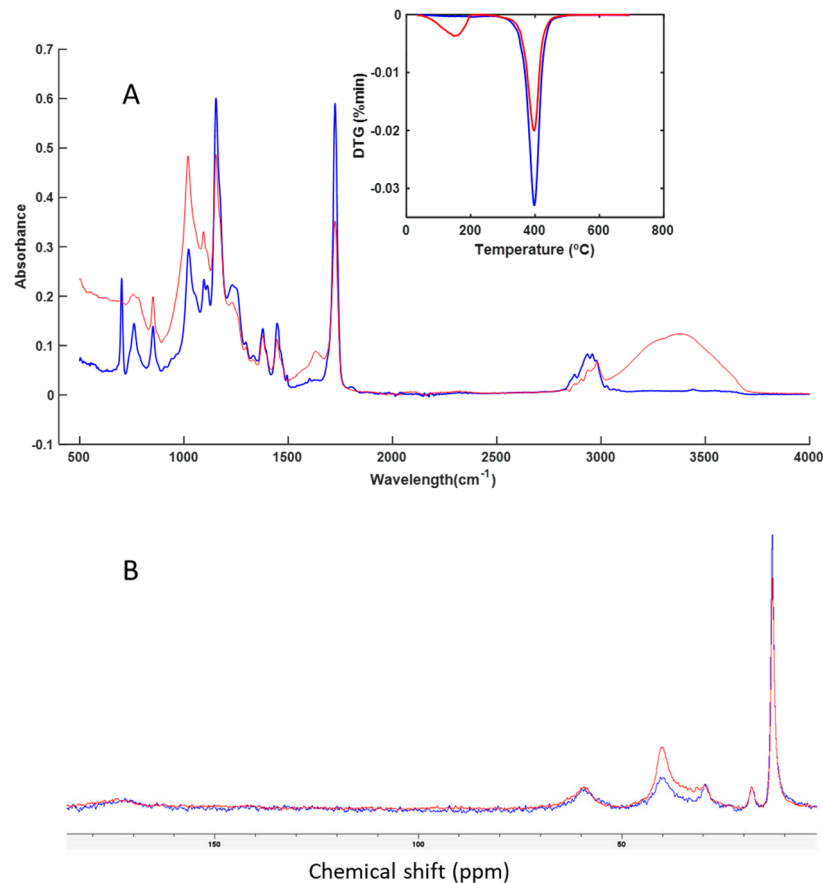 A
0.7
0.6
0.5
0.4
0.3
0.2
0.1
0
-0.1
Absorbance
500 1000 1500 2000 2500 3000 3500 4000
Wavelength(cm-1)
0
-0.01
-0.02
-0.03
DTG (%min)
0 200 400 600 800
Temperature (ºC)
B
150 100 50
Chemical shift (ppm)